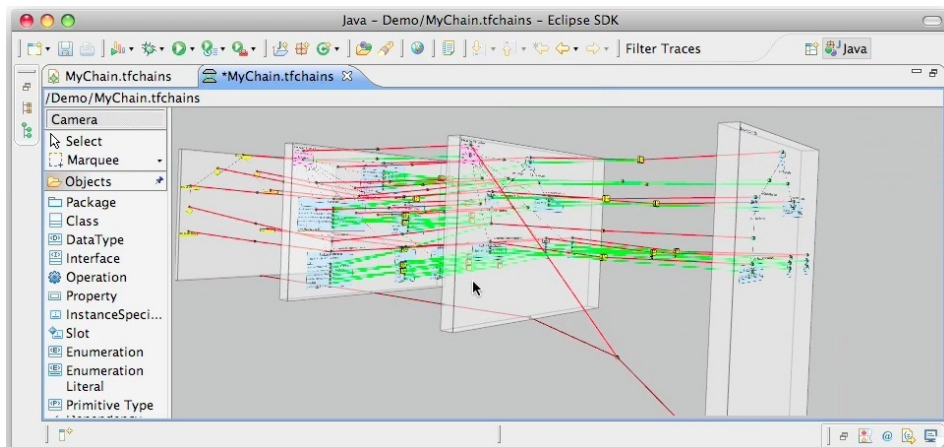 Java - Demo/MyChain.tfchains - Eclipse SDK
Filter Traces
Java
MyChain.tfchains
*MyChain.tfchains
/Demo/MyChain.tfchains
Camera
Select
Marquee
Objects
Package
Class
DataType
Interface
Operation
Property
InstanceSpeci...
Slot
Enumeration
Enumeration
Literal
Primitive Type